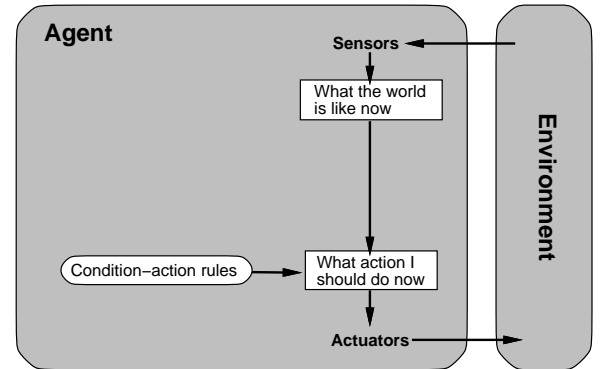 Agent
Sensors
What the world
is like now
Environment
Condition−action rules
What action I
should do now
Actuators